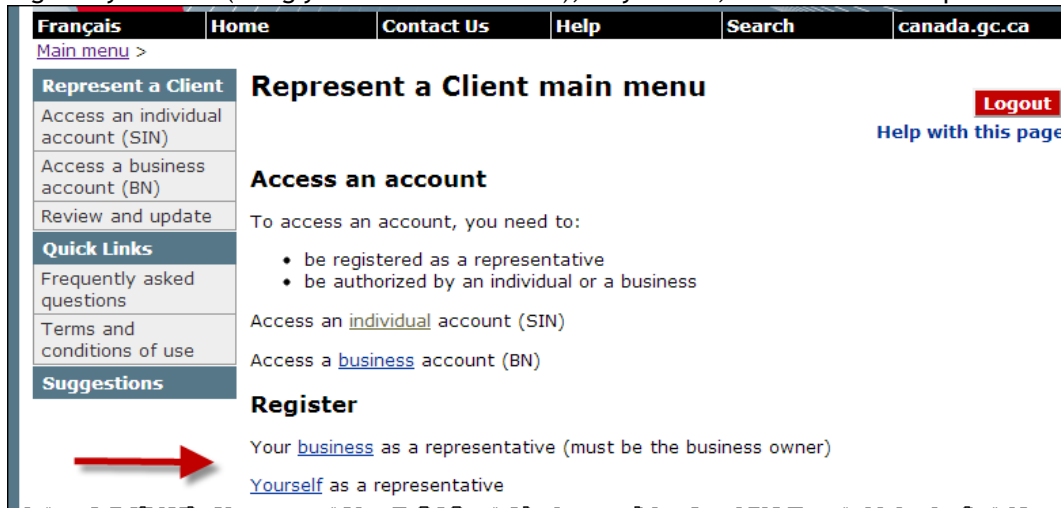 Français Home Contact Us Help Search canada.gc.ca
Main menu >
Represent a Client
Access an individual
account (SIN)
Access a business
account (BN)
Review and update
Quick Links
Frequently asked
questions
Terms and
conditions of use
Suggestions
Represent a Client main menu
Logout
Help with this page
Access an account
To access an account, you need to:
• be registered as a representative
• be authorized by an individual or a business
Access an individual account (SIN)
Access a business account (BN)
Register
Your business as a representative (must be the business owner)
Yourself as a representative